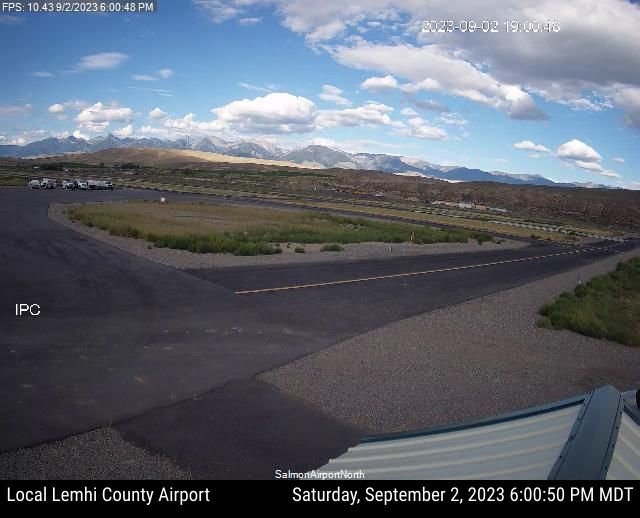 FPS: 10.43 9/2/2023 6:00:48 PM
2023-09-02 19:00:48
IPC
SalmonAirportNorth
Local Lemhi County Airport Saturday, September 2, 2023 6:00:50 PM MDT